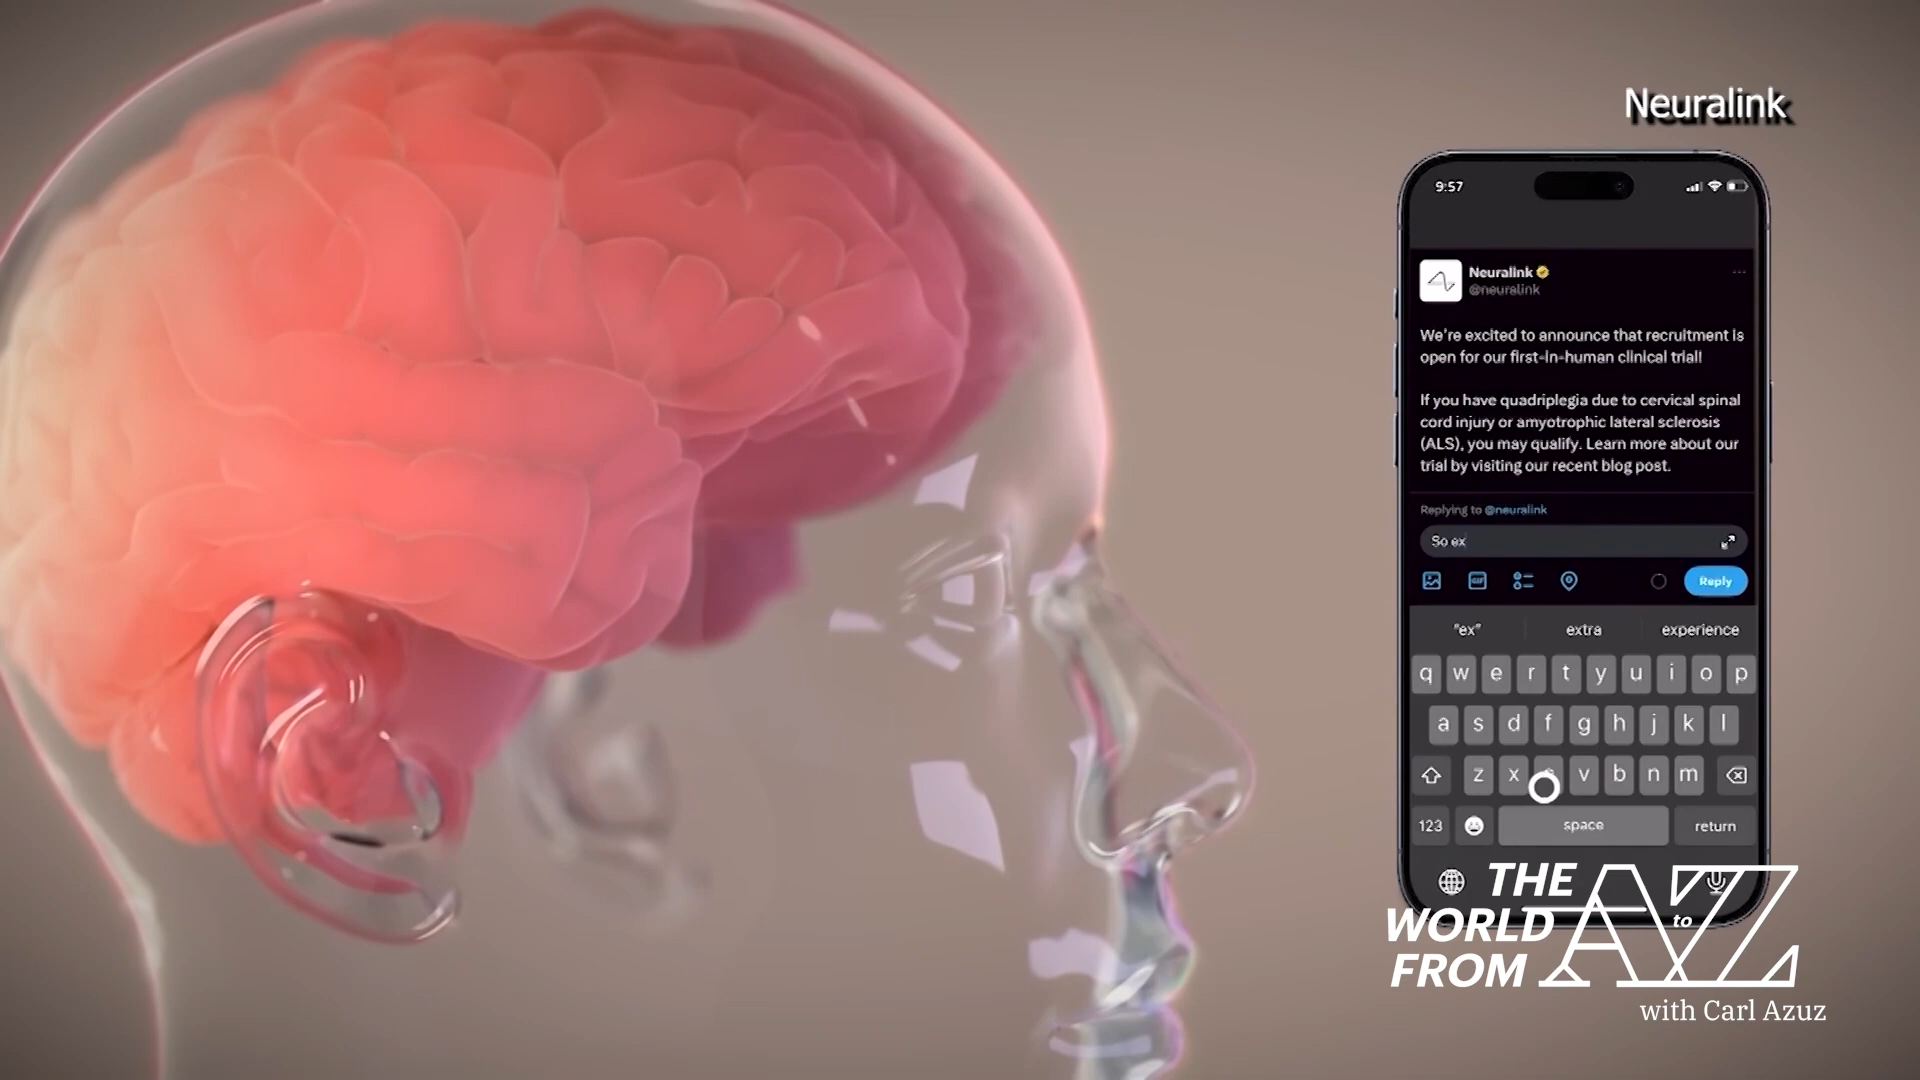 Neuralink
9:57
Neuralink
@neuralink
We're excited to announce that recruitment is
open for our first-in-human clinical trial!
If you have quadriplegia due to cervical spinal
cord injury or amyotrophic lateral sclerosis
(ALS), you may qualify. Learn more about our
trial by visiting our recent blog post.
Replying to @neuralink
So ex
GIF
Reply
"ex" extra experience
q w e r t y u i o p
a s d f g h j k l
z x v b n m
123 space return
THE
WORLD
FROM
A to Z
with Carl Azuz